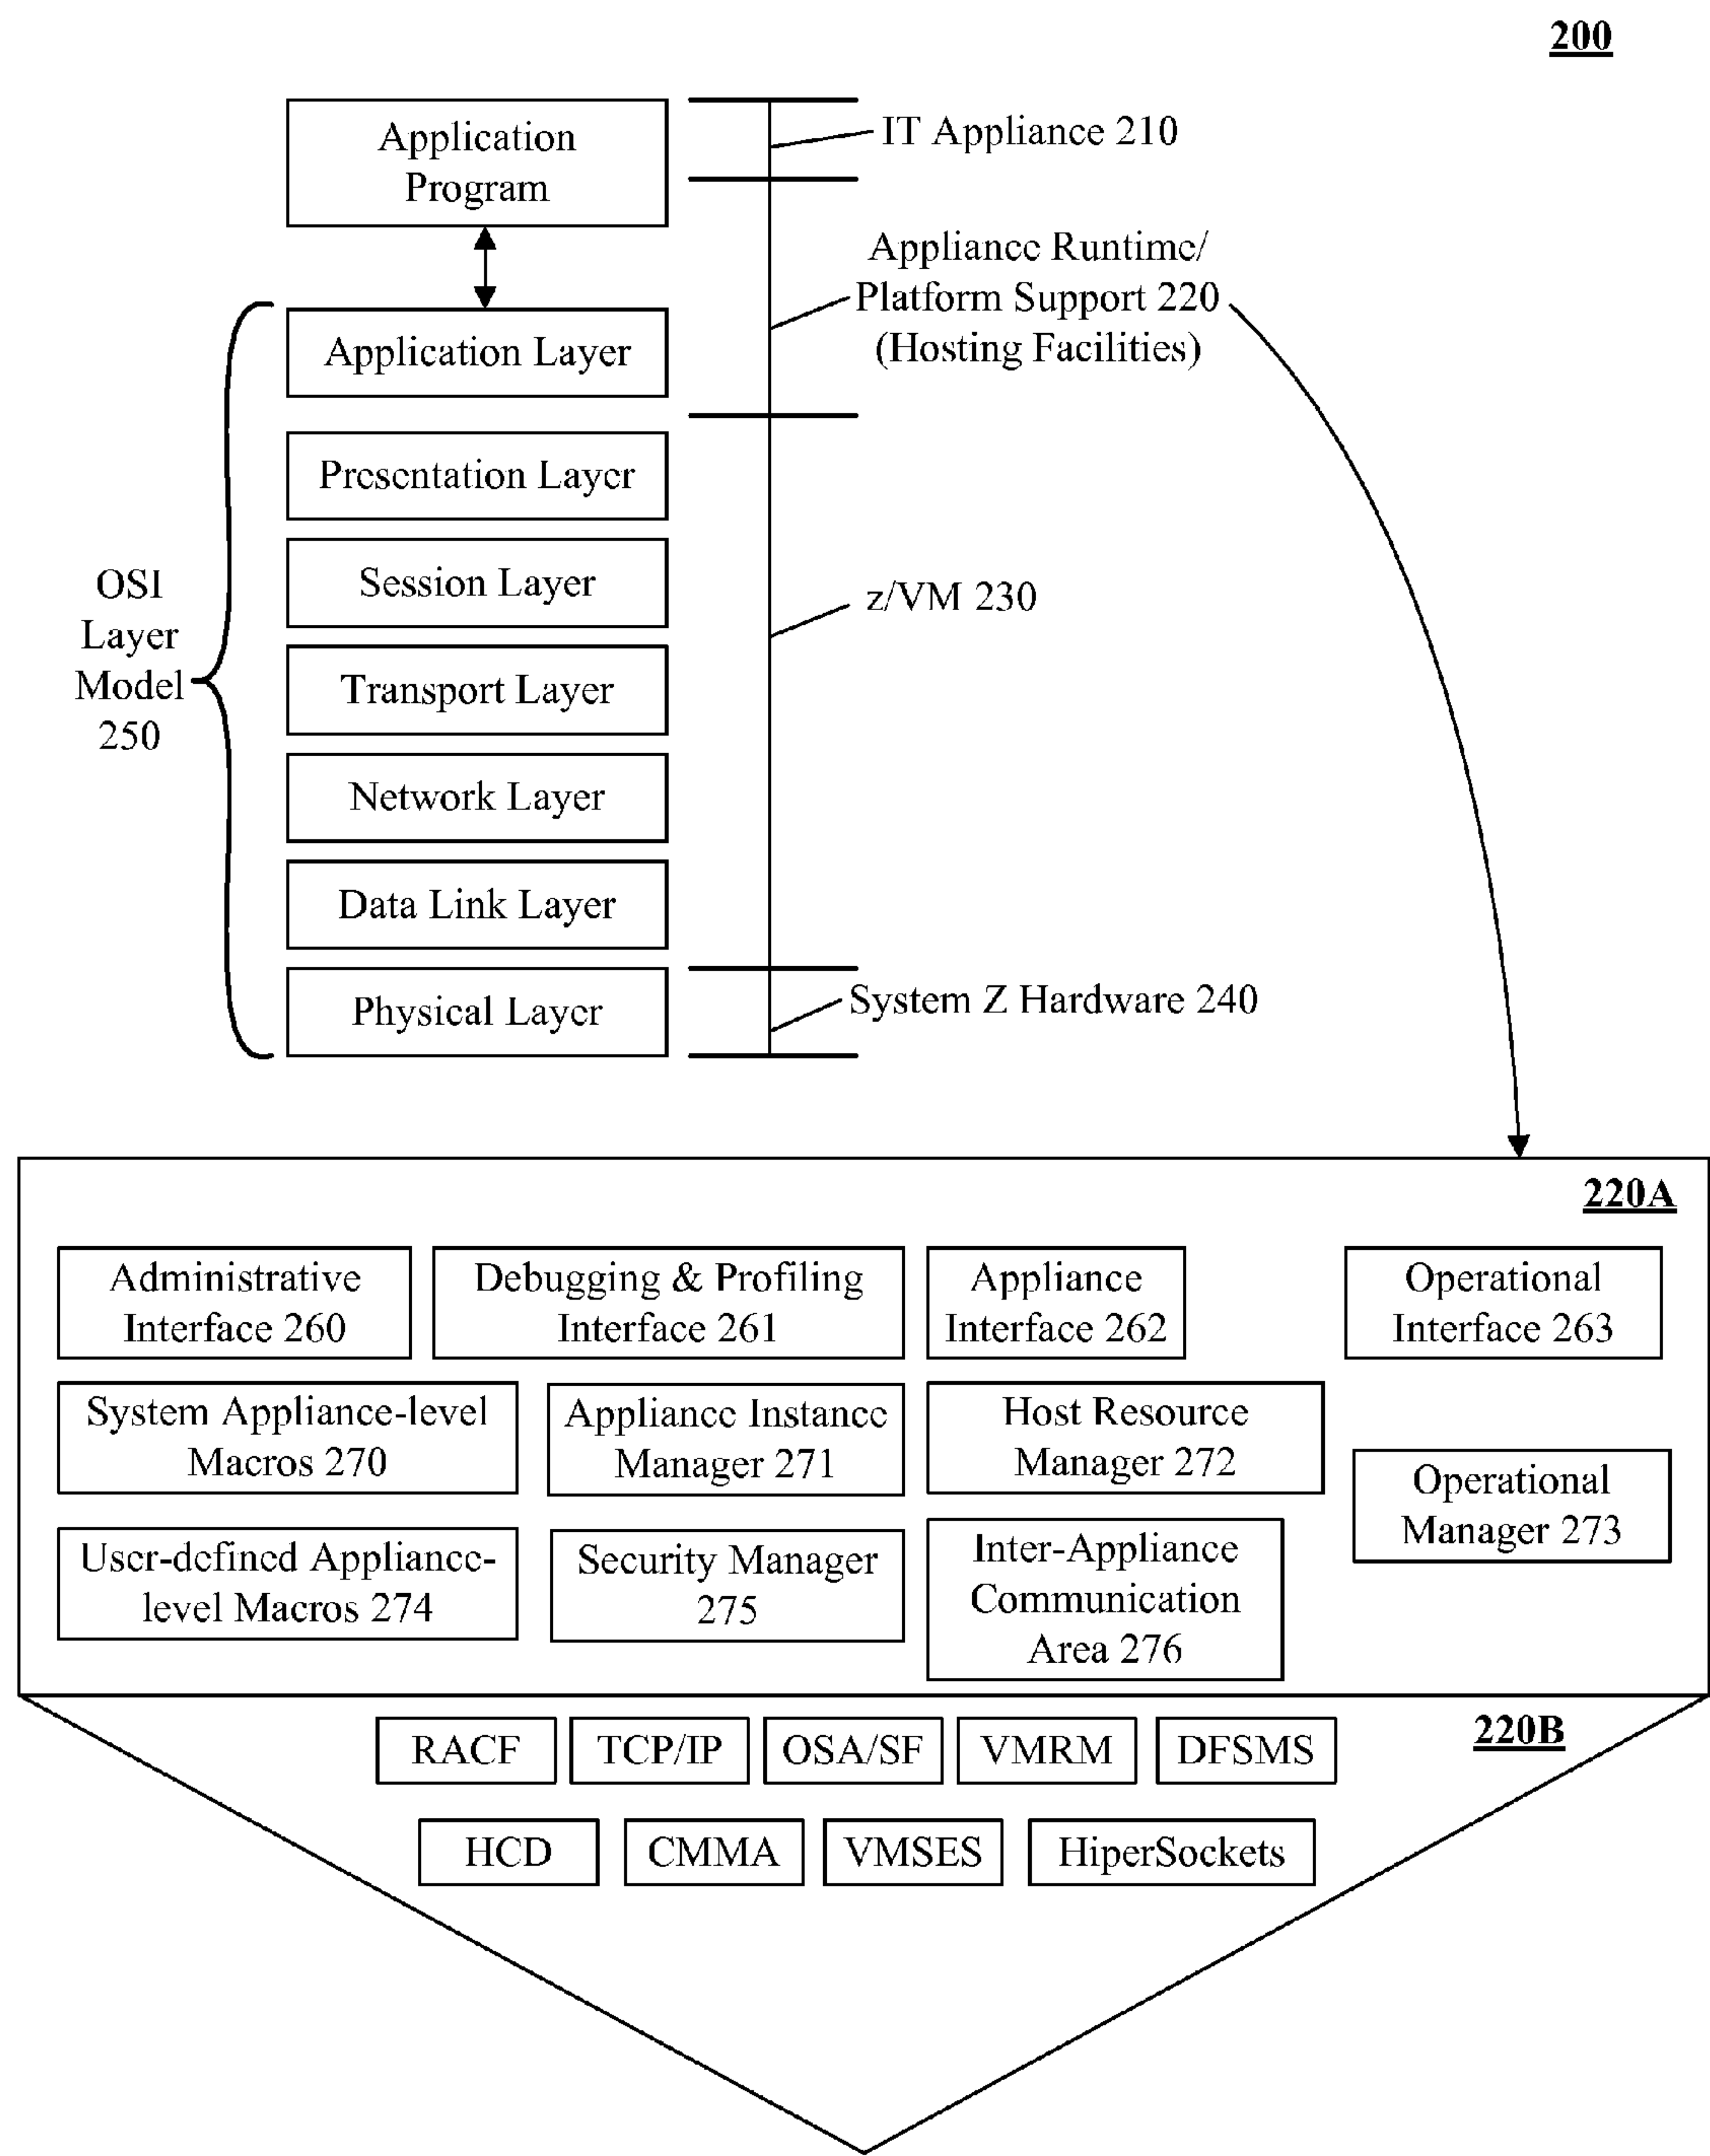 200
Application
Program
IT Appliance 210
Appliance Runtime/
Platform Support 220
(Hosting Facilities)
Application Layer
Presentation Layer
Session Layer
Transport Layer
Network Layer
Data Link Layer
Physical Layer
OSI
Layer
Model
250
z/VM 230
System Z Hardware 240
220A
Administrative
Interface 260
Debugging & Profiling
Interface 261
Appliance
Interface 262
Operational
Interface 263
System Appliance-level
Macros 270
Appliance Instance
Manager 271
Host Resource
Manager 272
Operational
Manager 273
User-defined Appliance-
level Macros 274
Security Manager
275
Inter-Appliance
Communication
Area 276
220B
RACF
TCP/IP
OSA/SF
VMRM
DFSMS
HCD
CMMA
VMSES
HiperSockets